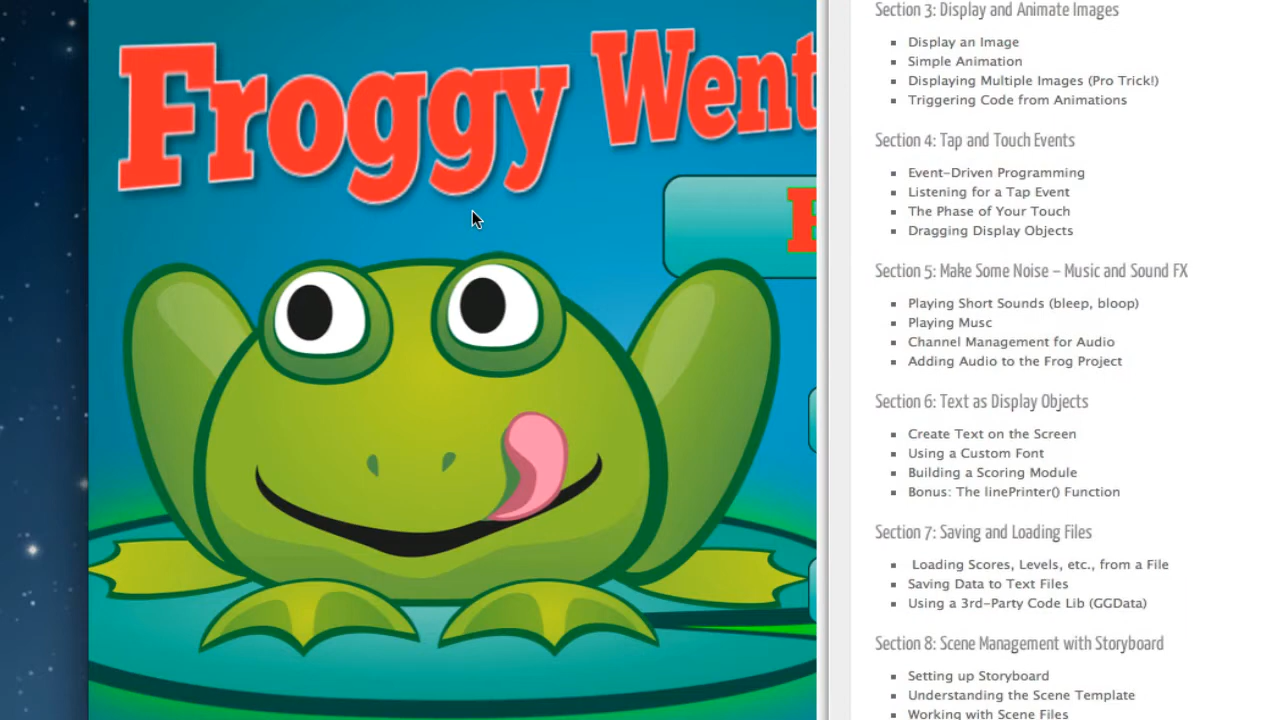 Froggy Went
Section 3: Display and Animate Images
Display an Image
Simple Animation
Displaying Multiple Images (Pro Trick!)
Triggering Code from Animations
Section 4: Tap and Touch Events
Event-Driven Programming
Listening for a Tap Event
The Phase of Your Touch
Dragging Display Objects
Section 5: Make Some Noise – Music and Sound FX
Playing Short Sounds (bleep, bloop)
Playing Musc
Channel Management for Audio
Adding Audio to the Frog Project
Section 6: Text as Display Objects
Create Text on the Screen
Using a Custom Font
Building a Scoring Module
Bonus: The linePrinter() Function
Section 7: Saving and Loading Files
Loading Scores, Levels, etc., from a File
Saving Data to Text Files
Using a 3rd-Party Code Lib (GGData)
Section 8: Scene Management with Storyboard
Setting up Storyboard
Understanding the Scene Template
Working with Scene Files